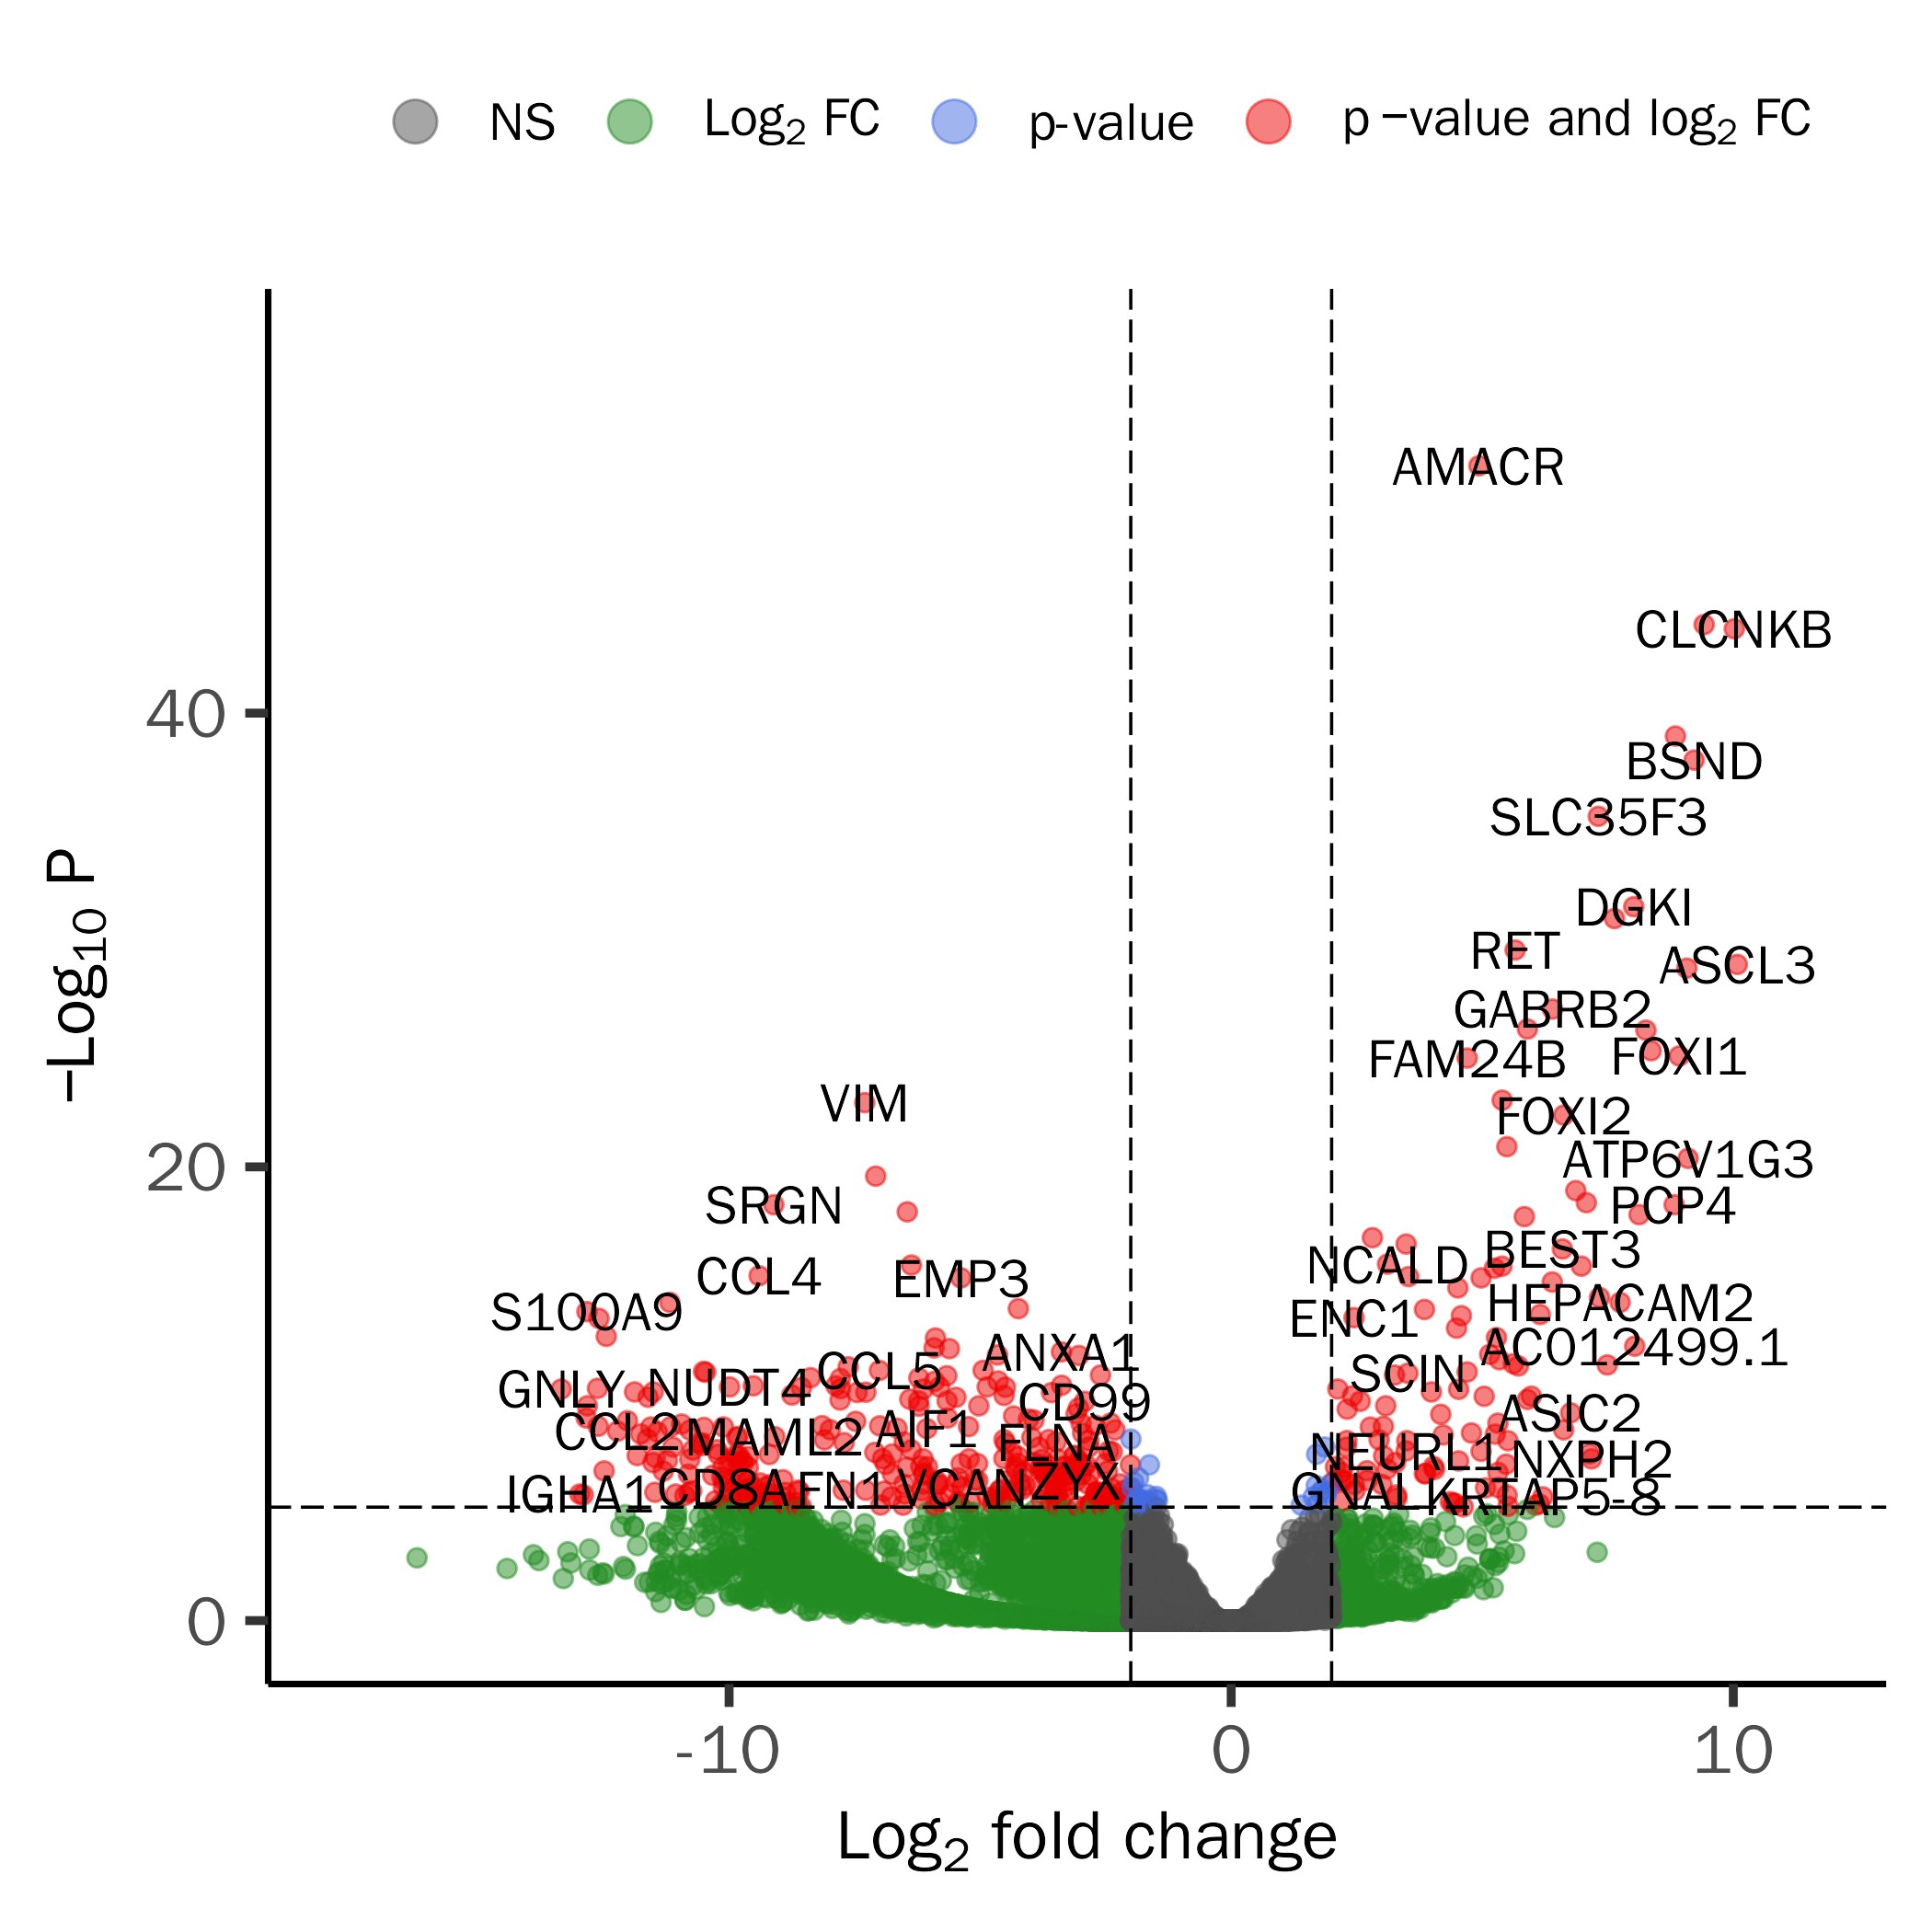 NS Log2 FC p-value p −value and log2 FC
AMACR
CLCNKB
40
BSND
SLC35F3
DGKI
RET
ASCL3
GABRB2
FAM24B FOXI1
−Log10 P
VIM
FOXI2
20
ATP6V1G3
SRGN
PCP4
BEST3
NCALD
CCL4
EMP3
HEPACAM2
S100A9
ENC1
AC012499.1
ANXA1
CCL5
SCIN
GNLY NUDT4
CD99
ASIC2
CCL2 MAML2 AIF1
FLNA
NEURL1 NXPH2
IGHA1 CD8A VCAN ZYX
GNAL KRTAP5-8
0
-10 0 10
Log2 fold change